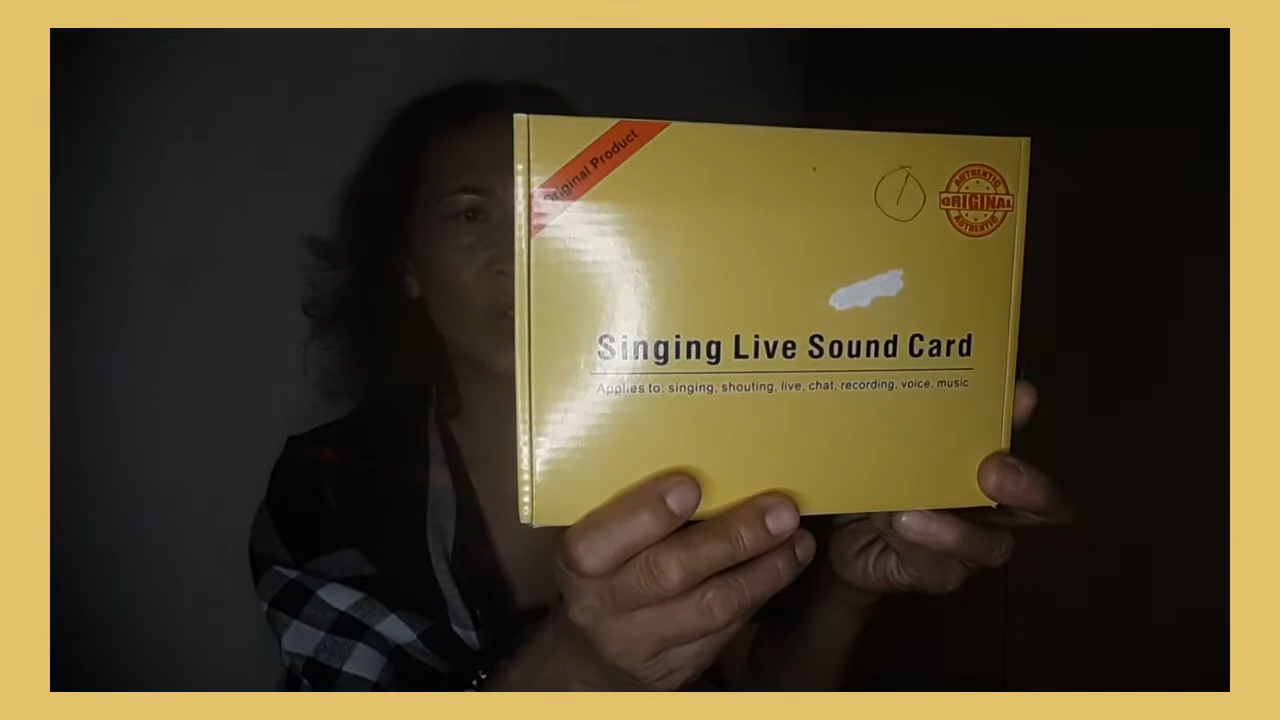 Original Product
AUTHENTIC
ORIGINAL
AUTHENTIC
Singing Live Sound Card
Applies to: singing, shouting, live, chat, recording, voice, music